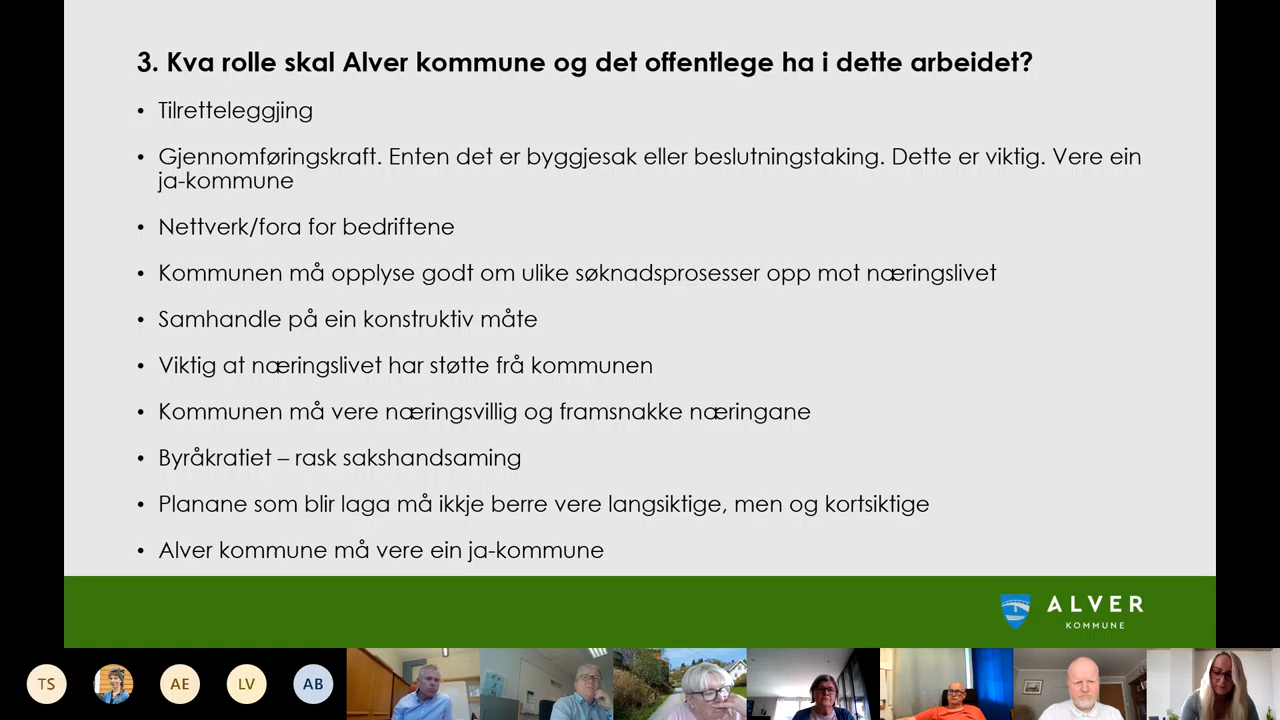 3. Kva rolle skal Alver kommune og det offentlege ha i dette arbeidet?
• Tilretteleggjing
• Gjennomføringskraft. Enten det er byggjesak eller beslutningstaking. Dette er viktig. Vere ein
ja-kommune
• Nettverk/fora for bedriftene
• Kommunen må opplyse godt om ulike søknadsprosesser opp mot næringslivet
• Samhandle på ein konstruktiv måte
• Viktig at næringslivet har støtte frå kommunen
• Kommunen må vere næringsvillig og framsnakke næringane
• Byråkratiet – rask sakshandsaming
• Planane som blir laga må ikkje berre vere langsiktige, men og kortsiktige
• Alver kommune må vere ein ja-kommune
ALVER
KOMMUNE
TS AE LV AB